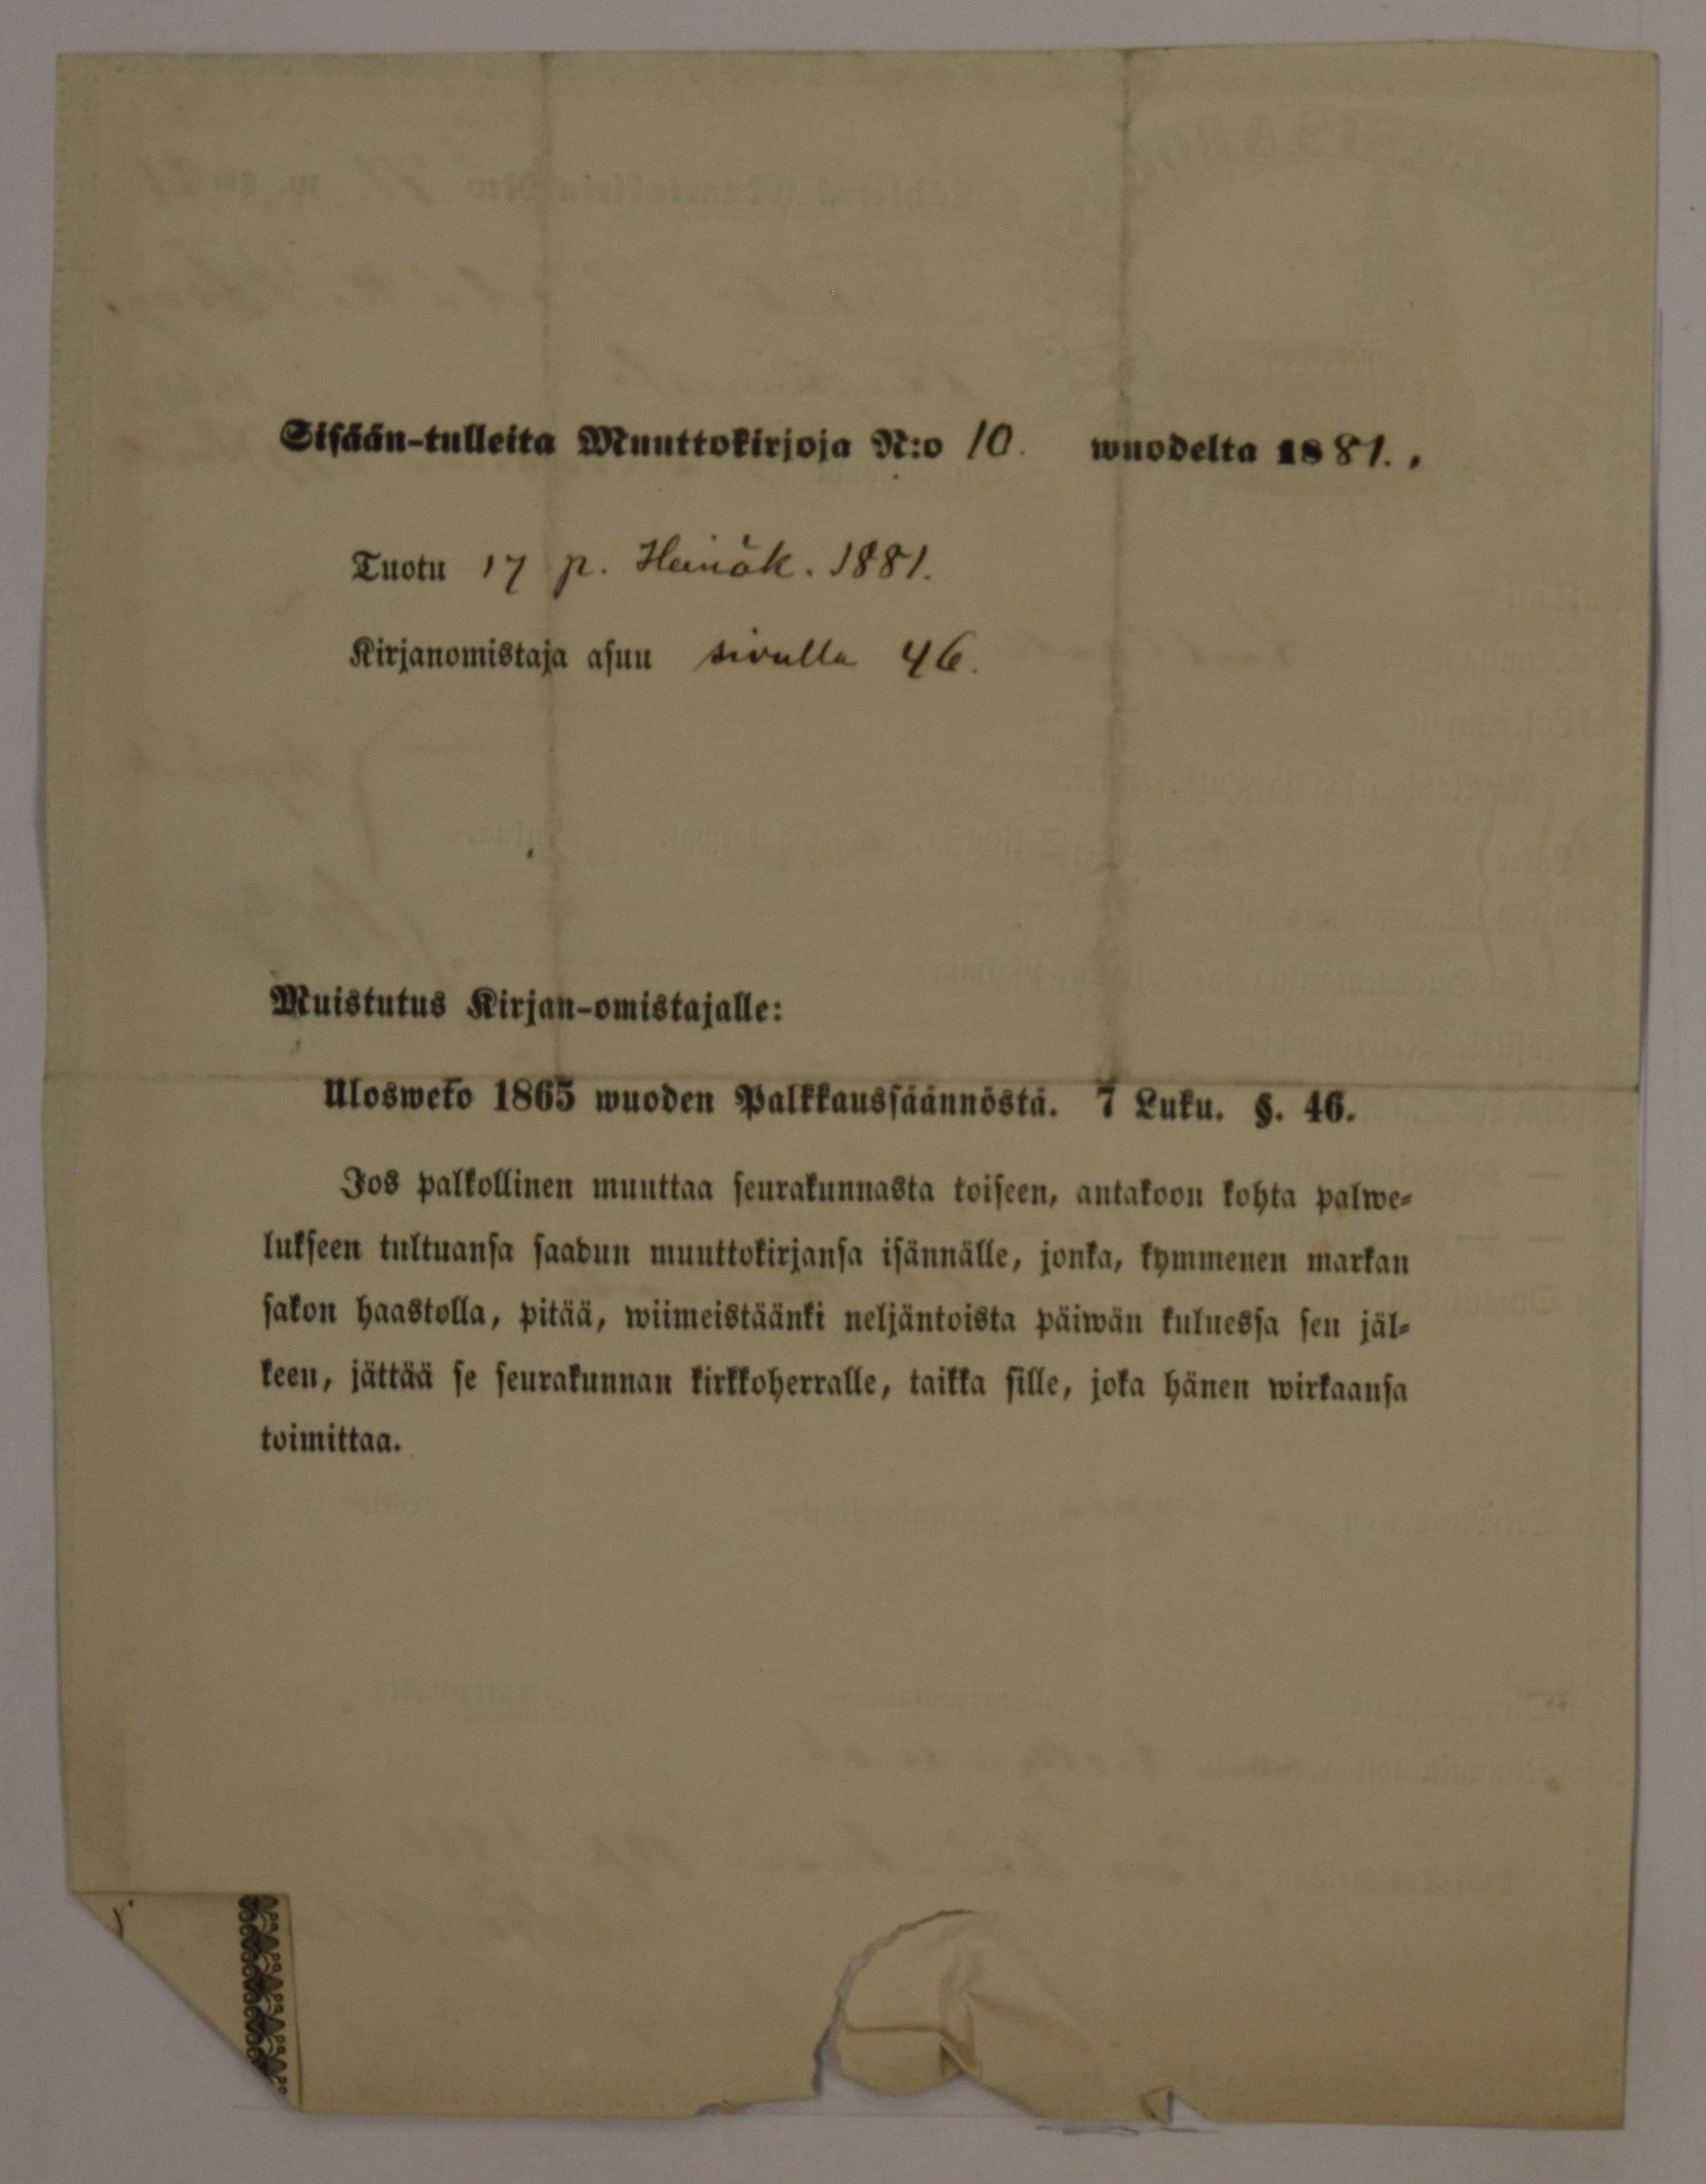 Sisään-tulleita Muuttokirjoja N:o 10. wuodelta 1881.
Tuotu 17 p. Heinäk. 1881.
Kirjanomistaja asuu sivulla 46.
Muistutus Kirjan-omistajalle:
Ulosweto 1865 wuoden Palkkaussäännöstä. 7 Luku. §. 46.
Jos palkollinen muuttaa seurakunnasta toiseen, antakoon kohta palwe-
lukseen tultuansa saadun muuttokirjansa isännälle, jonka, kymmenen markan
sakon haastolla, pitää, wiimeistäänki neljäntoista päiwän kuluessa sen jäl-
keen, jättää se seurakunnan kirkkoherralle, taikka sille, joka hänen wirkaansa
toimittaa.